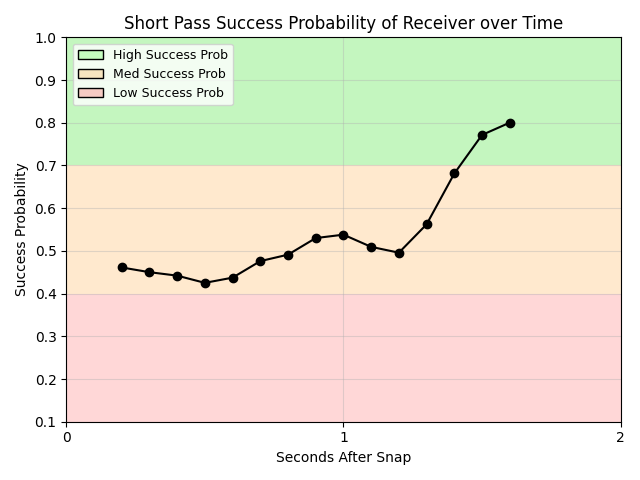 Short Pass Success Probability of Receiver over Time
High Success Prob
Med Success Prob
Low Success Prob
Success Probability
1.0
0.9
0.8
0.7
0.6
0.5
0.4
0.3
0.2
0.1
0 1 2
Seconds After Snap